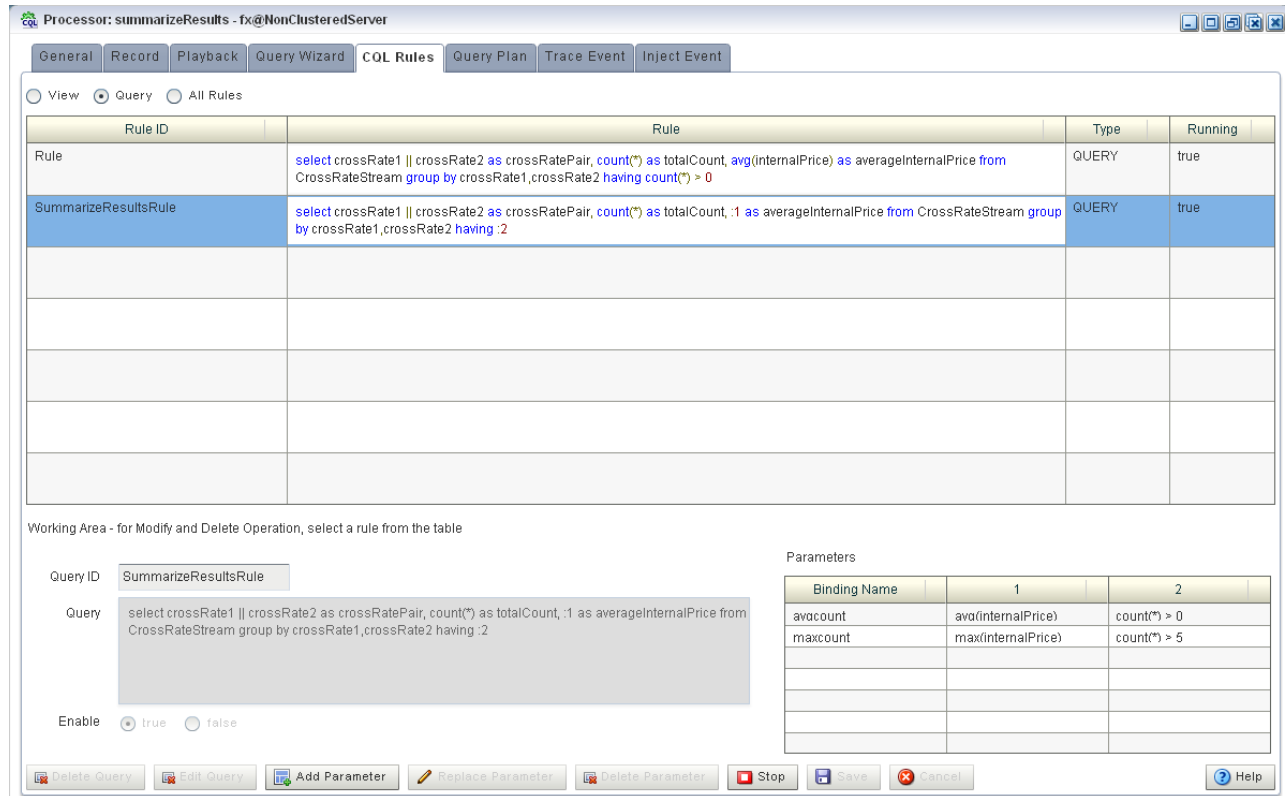 CQL Processor: summarizeResults - fx@NonClusteredServer
General Record Playback Query Wizard CQL Rules Query Plan Trace Event Inject Event
View Query All Rules
Rule ID Rule Type Running
Rule select crossRate1 || crossRate2 as crossRatePair, count(*) as totalCount, avg(internalPrice) as averageInternalPrice from QUERY true
CrossRateStream group by crossRate1,crossRate2 having count(*) > 0
SummarizeResultsRule select crossRate1 || crossRate2 as crossRatePair, count(*) as totalCount, :1 as averageInternalPrice from CrossRateStream group QUERY true
by crossRate1,crossRate2 having :2
Working Area - for Modify and Delete Operation, select a rule from the table
Query ID SummarizeResultsRule
Query select crossRate1 || crossRate2 as crossRatePair, count(*) as totalCount, :1 as averageInternalPrice from
CrossRateStream group by crossRate1,crossRate2 having :2
Enable true false
Parameters
Binding Name 1 2
avgcount avg(internalPrice) count(*) > 0
maxcount max(internalPrice) count(*) > 5
Delete Query Edit Query Add Parameter Replace Parameter Delete Parameter Stop Save Cancel Help